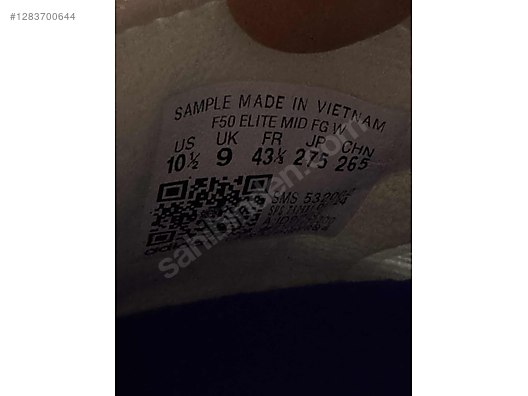 #1283700644
SAMPLE MADE IN VIETNAM
F50 ELITE MID FG W
US UK FR JP CHN
10½ 9 43⅓ 275 265
SMS
sahibinden.com